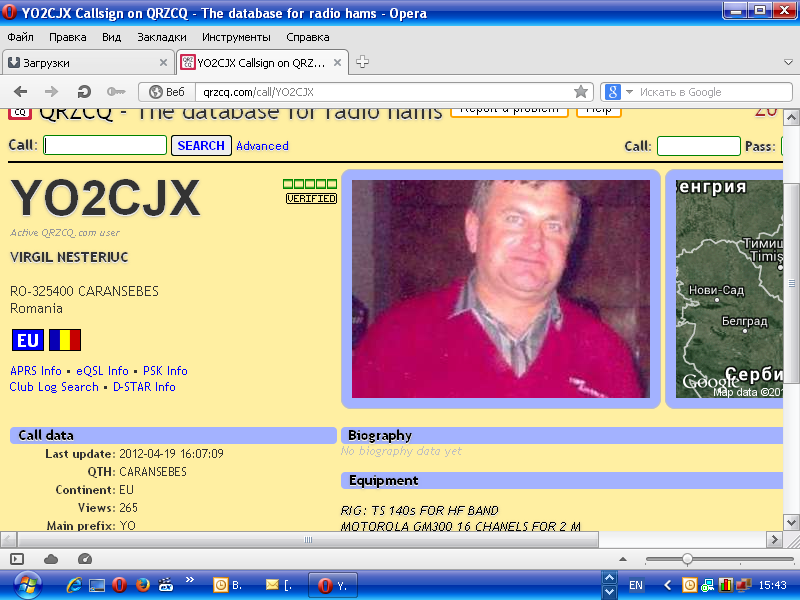 YO2CJX Callsign on QRZCQ - The database for radio hams - Opera
Файл Правка Вид Закладки Инструменты Справка
Загрузки
QRZ CQ YO2CJX Callsign on QRZ...
Веб qrzcq.com/call/YO2CJX
Искать в Google
CQ QRZCQ - The database for radio hams Report a problem Help
Call: SEARCH Advanced Call: Pass:
YO2CJX
VERIFIED
Active QRZCQ.com user
VIRGIL NESTERIUC
RO-325400 CARANSEBES
Romania
EU
APRS Info • eQSL Info • PSK Info
Club Log Search • D-STAR Info
Call data
Last update: 2012-04-19 16:07:09
QTH: CARANSEBES
Continent: EU
Views: 265
Main prefix: YO
енгрия
Тимиш
Timiș
Нови-Сад
Белград
Сербі
Google
Map data ©201
Biography
No biography data yet
Equipment
RIG: TS 140s FOR HF BAND
MOTOROLA GM300 16 CHANELS FOR 2 M
В. [. Y. EN 15:43